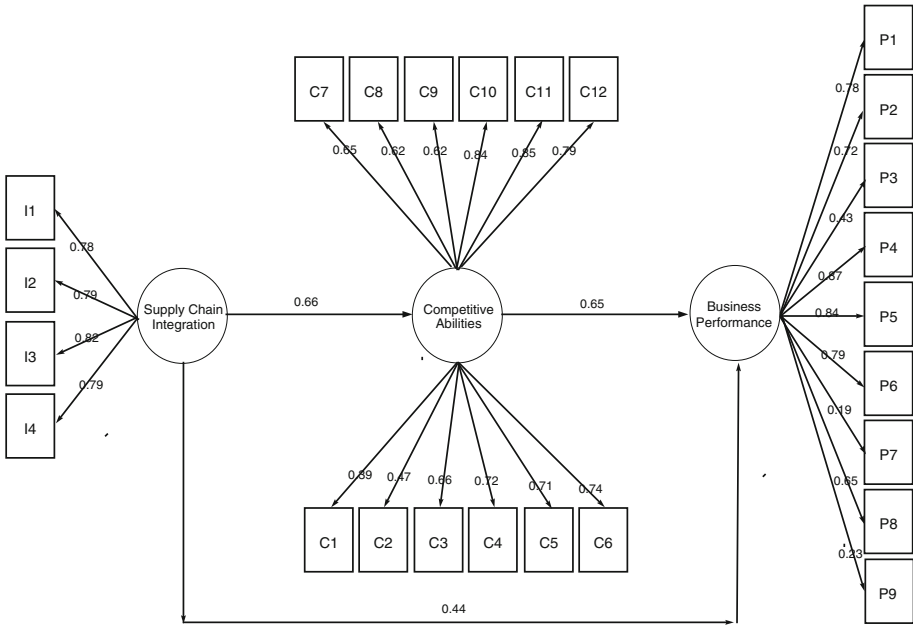 C7
C8
C9
C10
C11
C12
0.65
0.62
0.62
0.84
0.85
0.79
I1
I2
I3
I4
0.78
0.79
0.82
0.79
Supply Chain
Integration
0.66
Competitive
Abilities
0.65
Business
Performance
0.89
0.47
0.66
0.72
0.71
0.74
C1
C2
C3
C4
C5
C6
0.44
P1
P2
P3
P4
P5
P6
P7
P8
P9
0.78
0.72
0.43
0.87
0.84
0.79
0.19
0.65
0.23